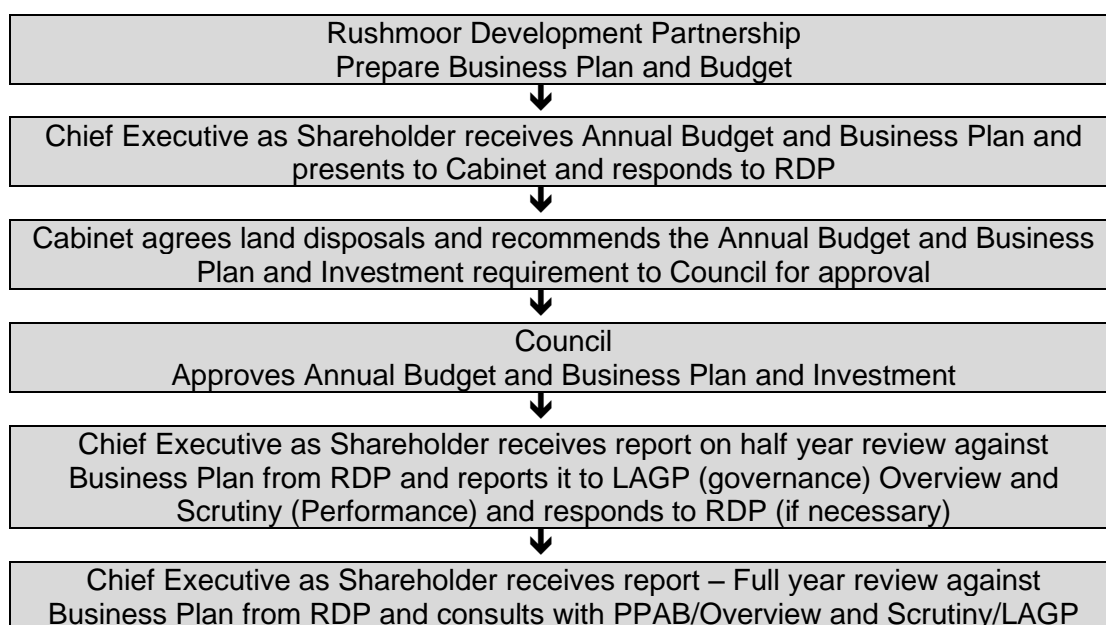 Rushmoor Development Partnership
Prepare Business Plan and Budget
Chief Executive as Shareholder receives Annual Budget and Business Plan and
presents to Cabinet and responds to RDP
Cabinet agrees land disposals and recommends the Annual Budget and Business
Plan and Investment requirement to Council for approval
Council
Approves Annual Budget and Business Plan and Investment
Chief Executive as Shareholder receives report on half year review against
Business Plan from RDP and reports it to LAGP (governance) Overview and
Scrutiny (Performance) and responds to RDP (if necessary)
Chief Executive as Shareholder receives report – Full year review against
Business Plan from RDP and consults with PPAB/Overview and Scrutiny/LAGP